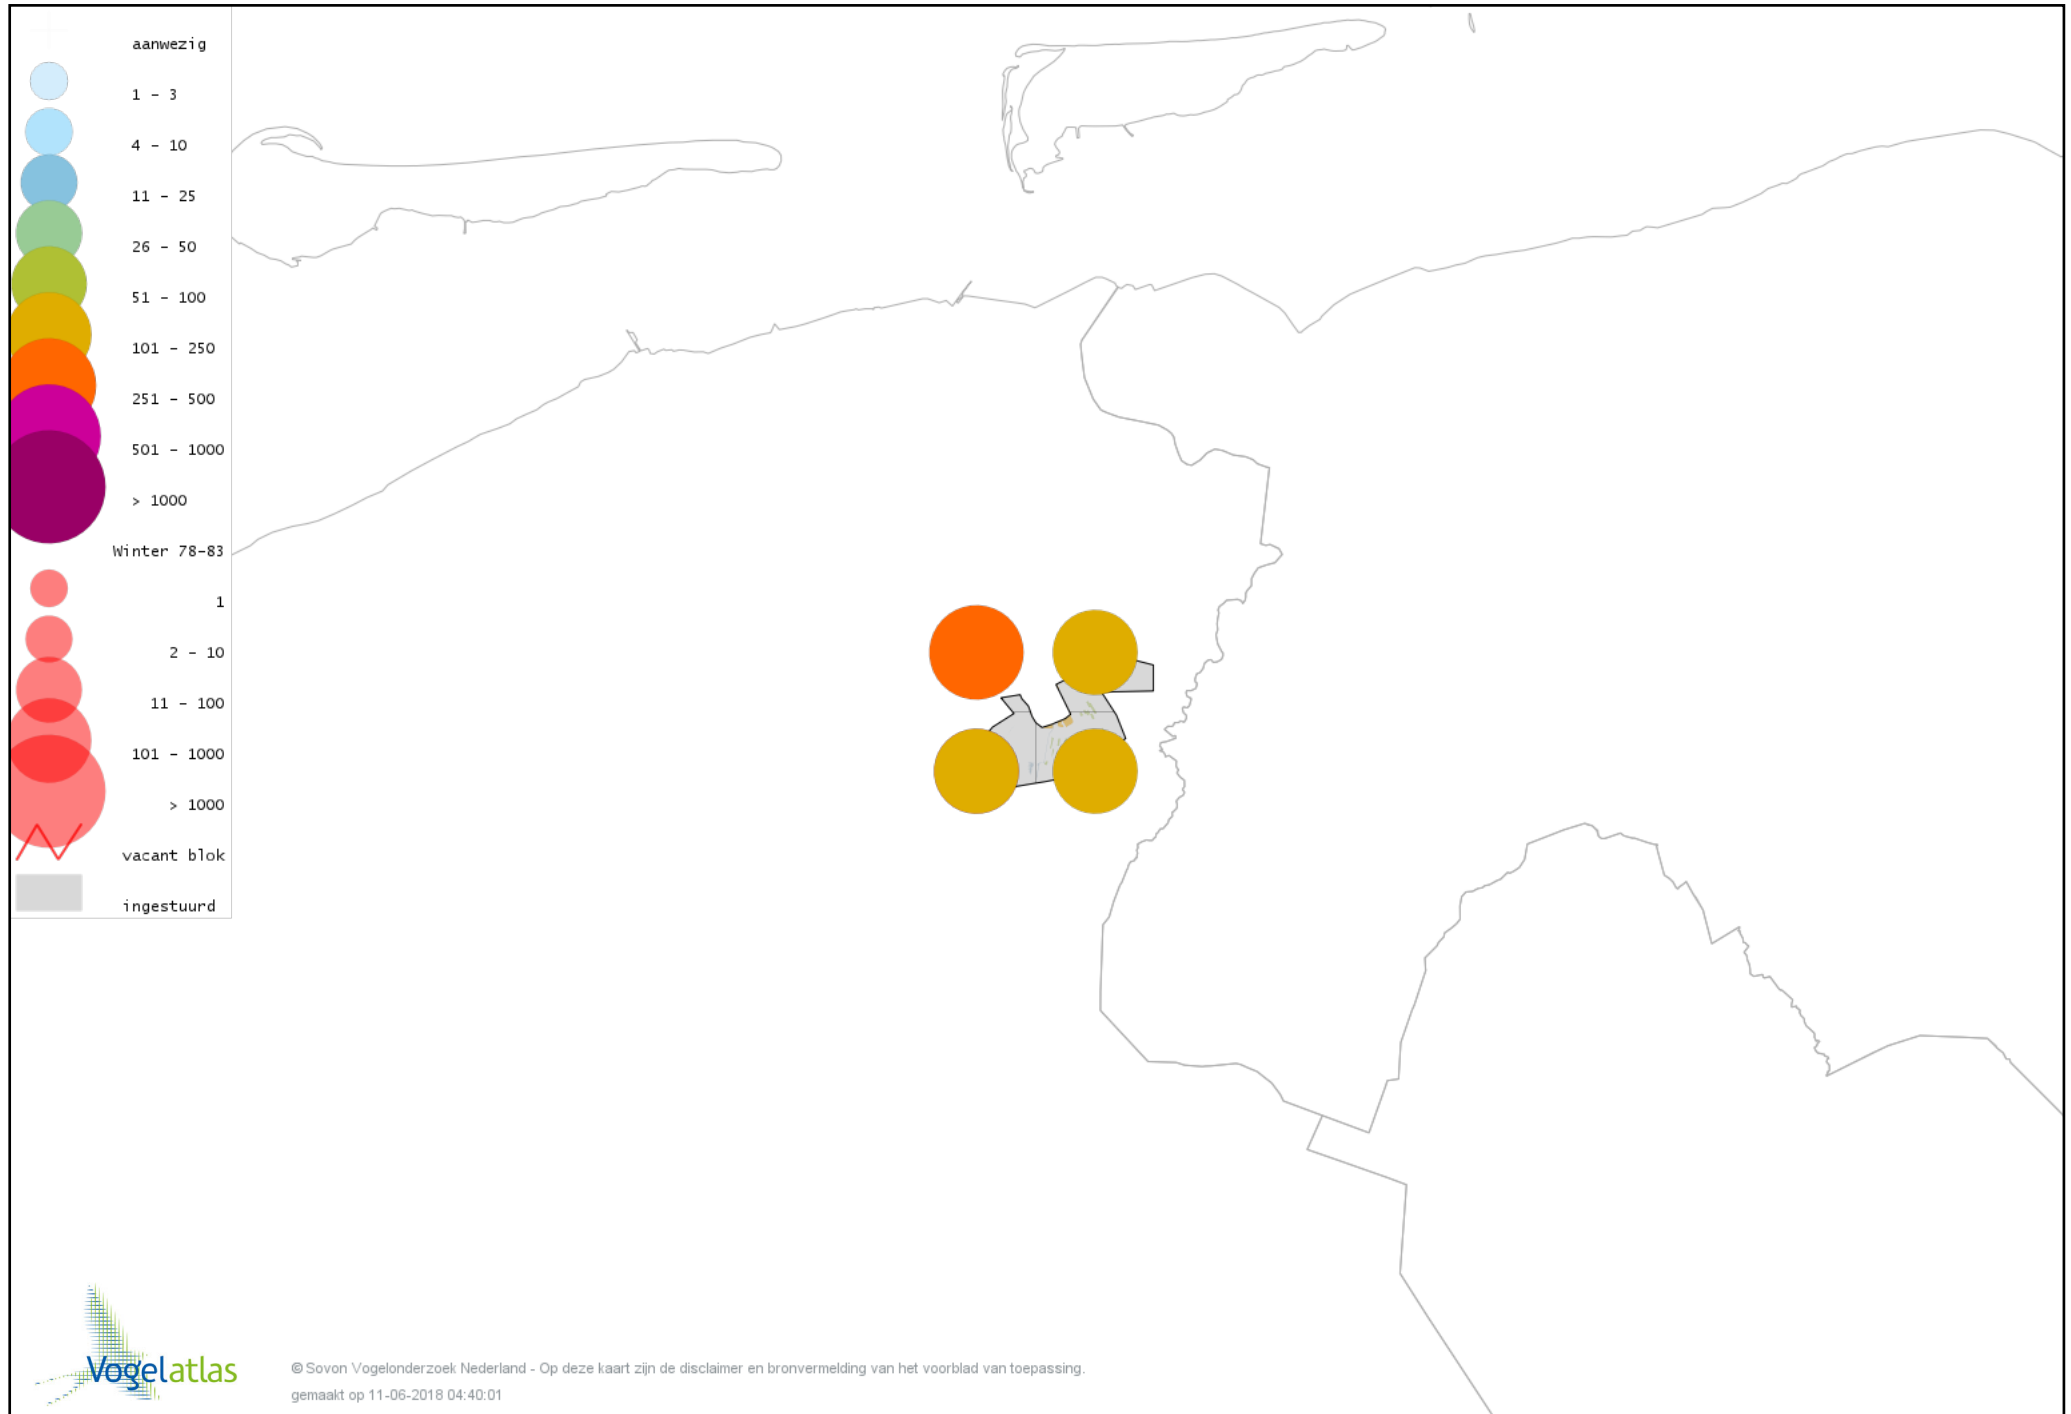 aanwezig
1 - 3
4 - 10
11 - 25
26 - 50
51 - 100
101 - 250
251 - 500
501 - 1000
> 1000
Winter 78-83
1
2 - 10
11 - 100
101 - 1000
> 1000
vacant blok
ingestuurd
Vogelatlas
© Sovon Vogelonderzoek Nederland - Op deze kaart zijn de disclaimer en bronvermelding van het voorblad van toepassing.
gemaakt op 11-06-2018 04:40:01